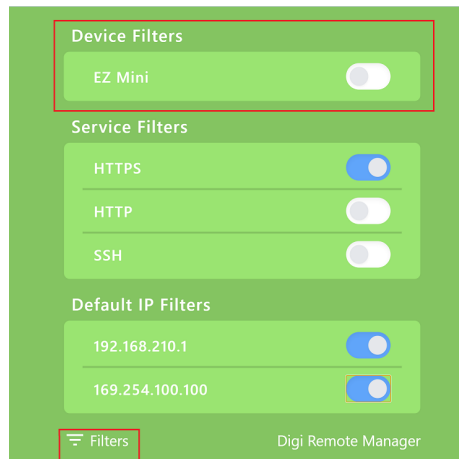 Device Filters
EZ Mini
Service Filters
HTTPS
HTTP
SSH
Default IP Filters
192.168.210.1
169.254.100.100
Filters Digi Remote Manager